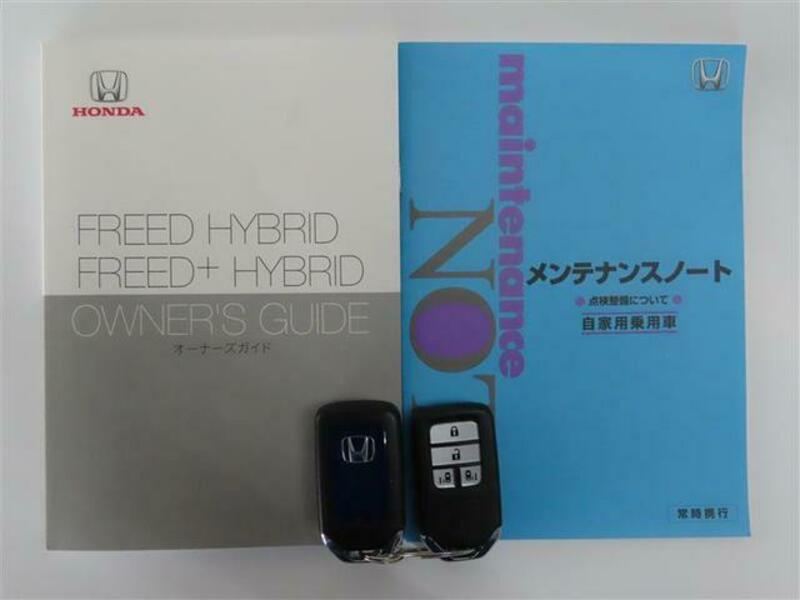 HONDA
FREED HYBRID
FREED+ HYBRID
OWNER'S GUIDE
オーナーズガイド
maintenance
NOT
メンテナンスノート
点検整備について
自家用乗用車
常時携行